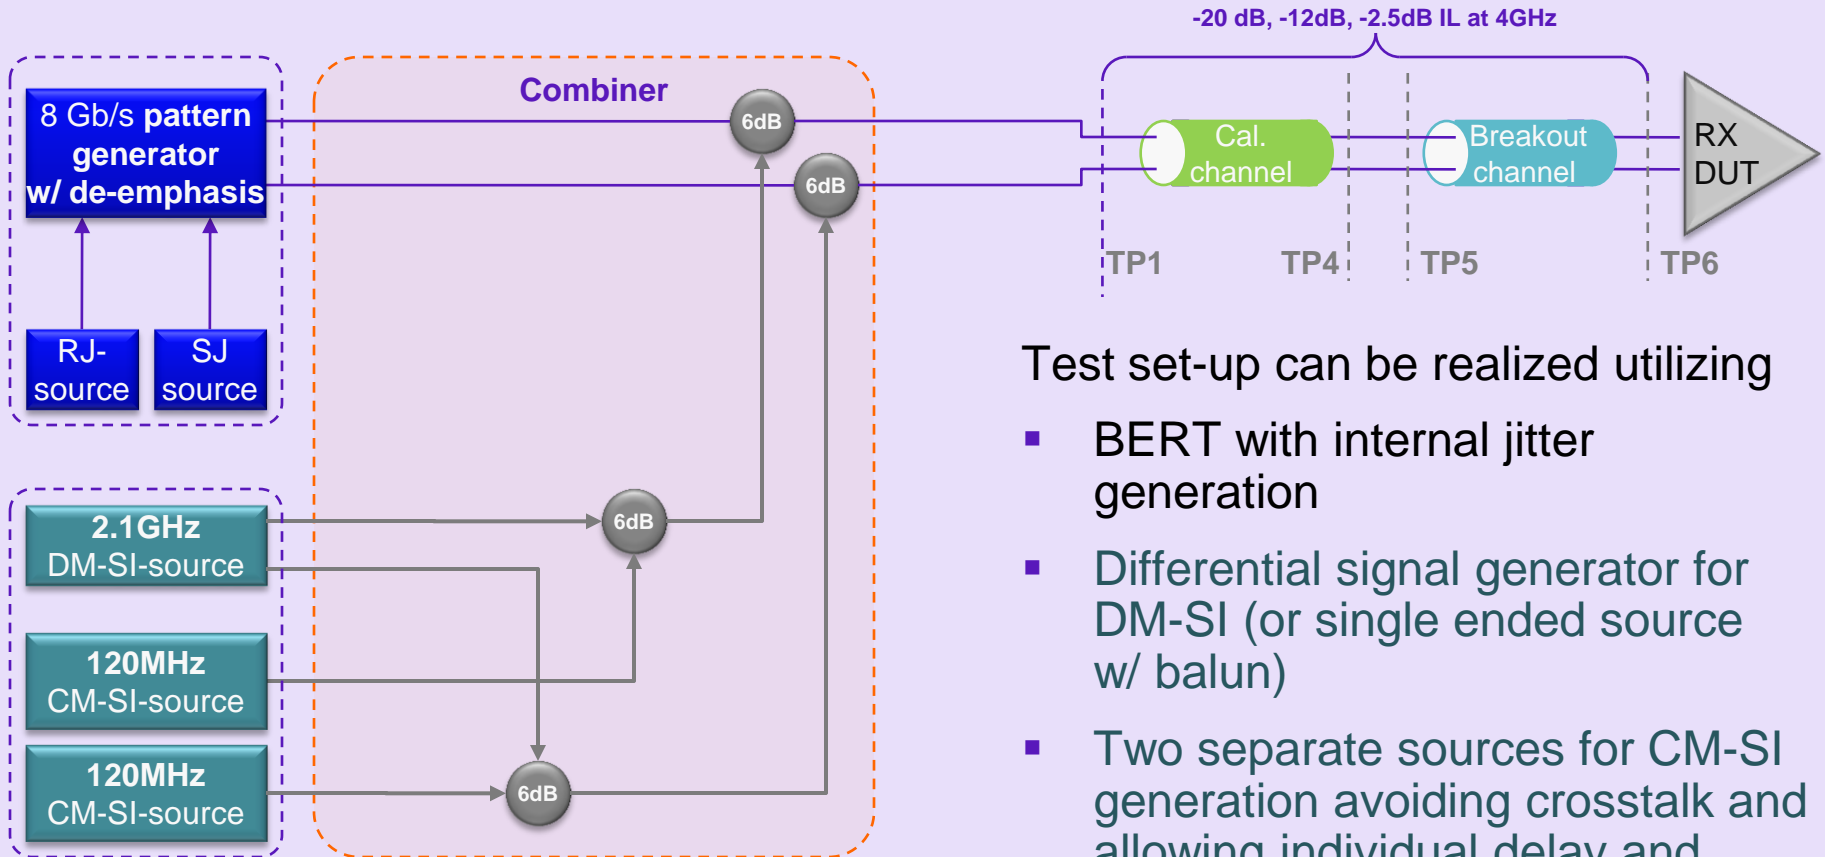 -20 dB, -12dB, -2.5dB IL at 4GHz
Combiner
8 Gb/s pattern
generator
w/ de-emphasis
6dB
6dB
Cal.
channel
Breakout
channel
RX
DUT
TP1
TP4
TP5
TP6
RJ-
source
SJ
source
2.1GHz
DM-SI-source
6dB
120MHz
CM-SI-source
120MHz
CM-SI-source
6dB
Test set-up can be realized utilizing
▪ BERT with internal jitter
generation
▪ Differential signal generator for
DM-SI (or single ended source
w/ balun)
▪ Two separate sources for CM-SI
generation avoiding crosstalk and
allowing individual delay and